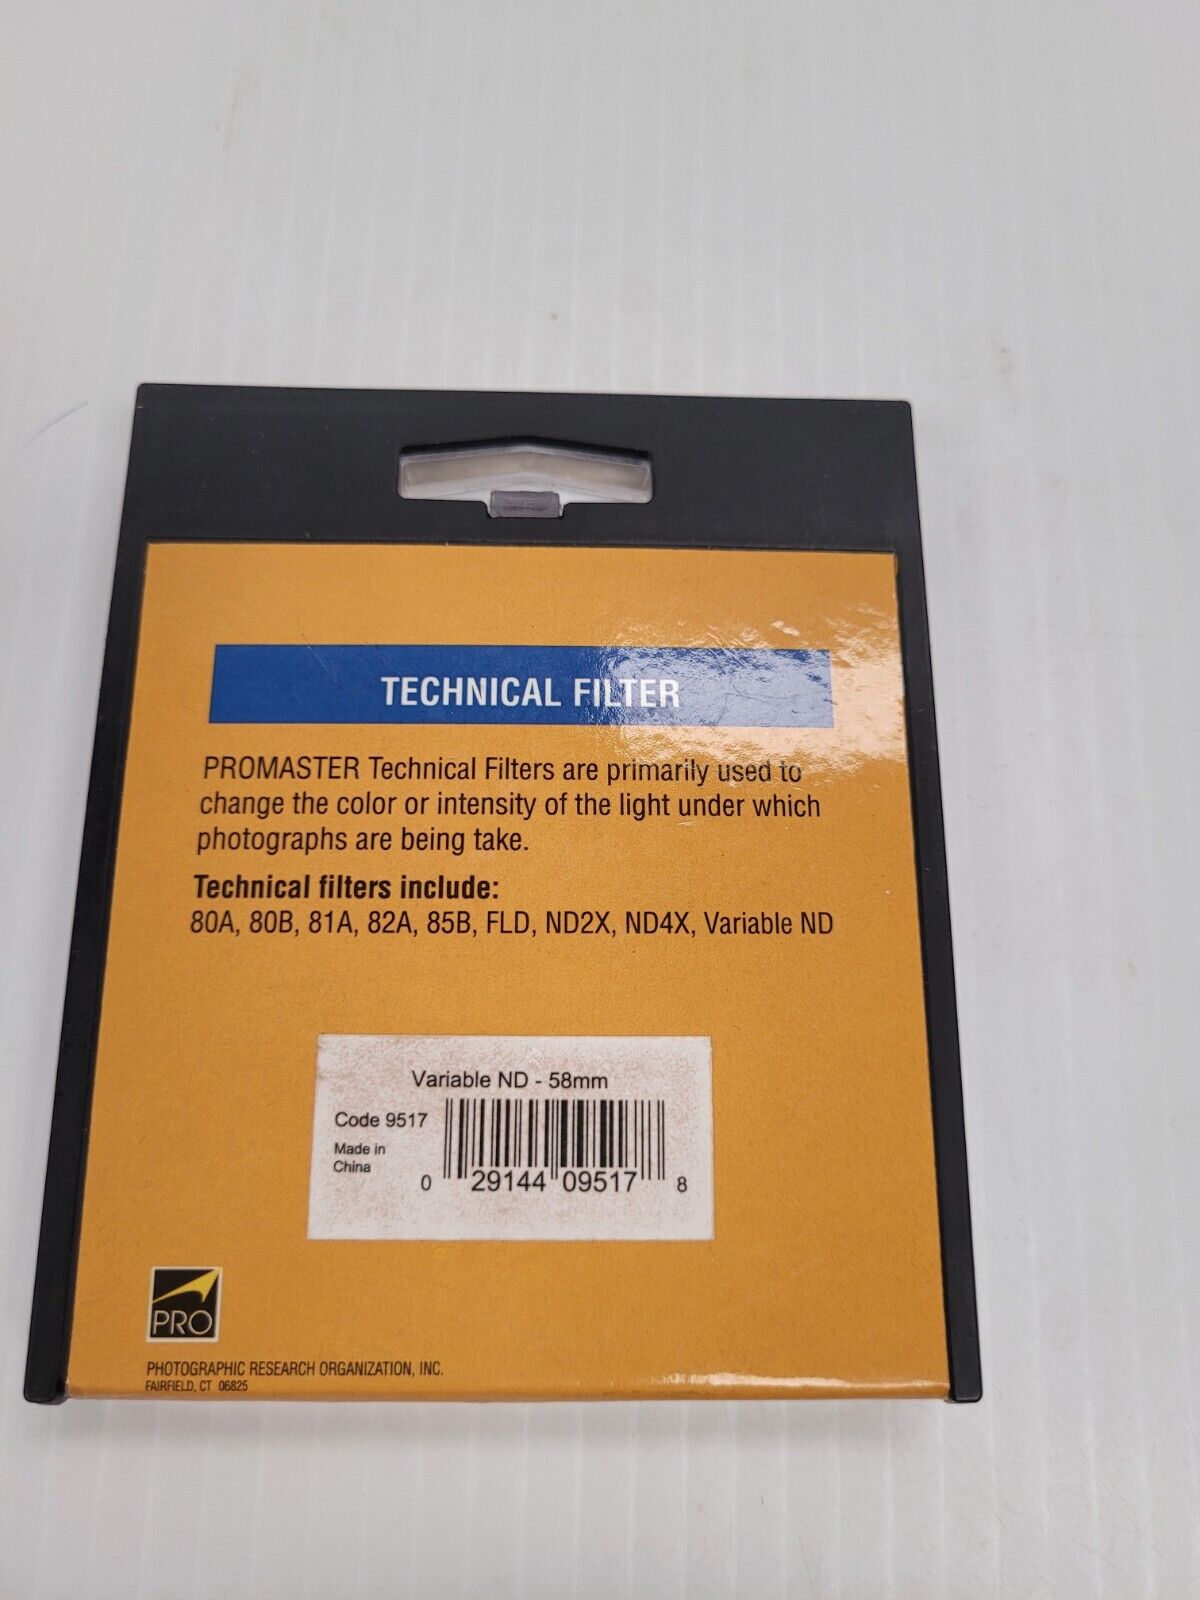 TECHNICAL FILTER
PROMASTER Technical Filters are primarily used to
change the color or intensity of the light under which
photographs are being take.
Technical filters include:
80A, 80B, 81A, 82A, 85B, FLD, ND2X, ND4X, Variable ND
Variable ND - 58mm
Code 9517
Made in
China
0 29144 09517 8
PRO
PHOTOGRAPHIC RESEARCH ORGANIZATION, INC.
FAIRFIELD, CT 06825